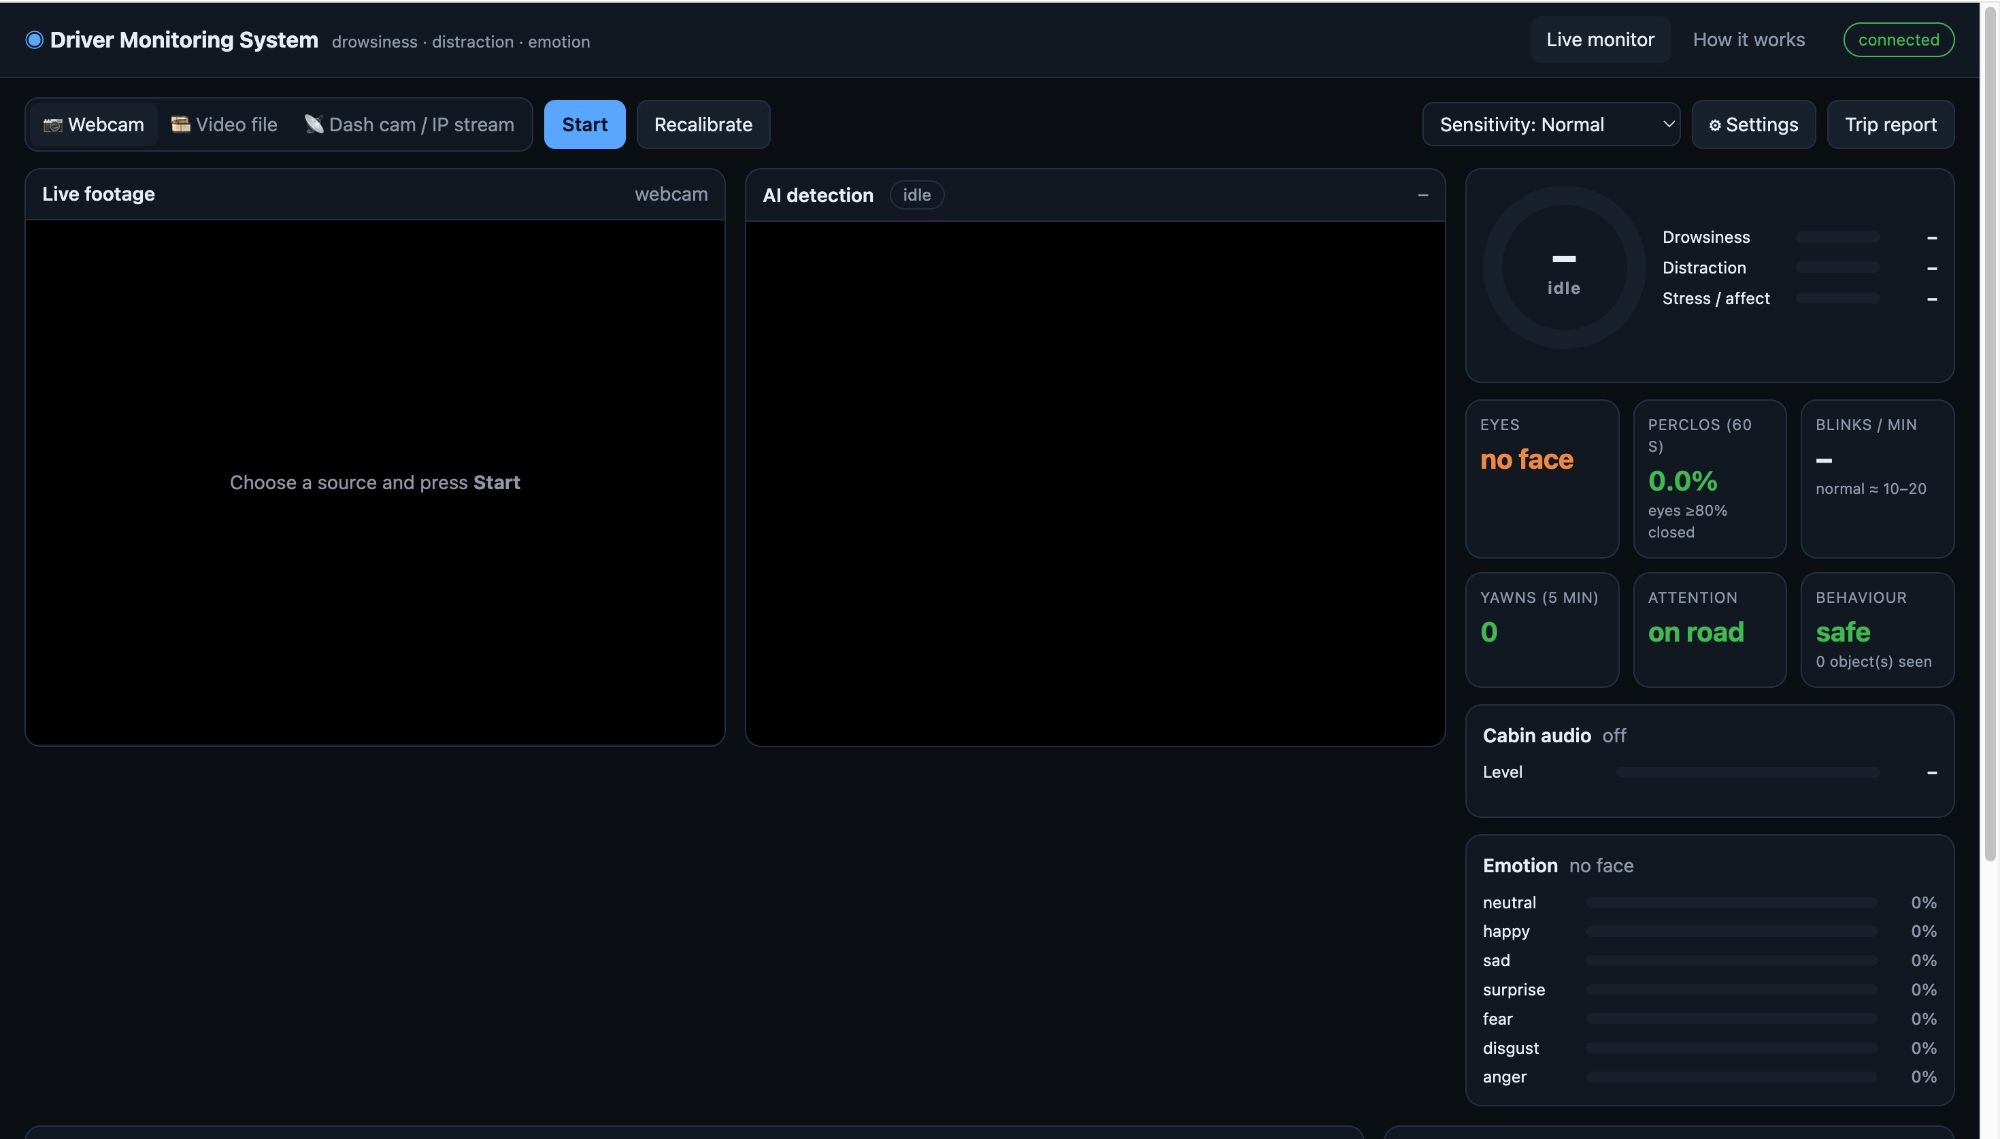 Driver Monitoring System drowsiness · distraction · emotion
Live monitor
How it works
connected
Webcam
Video file
Dash cam / IP stream
Start
Recalibrate
Sensitivity: Normal
Settings
Trip report
Live footage
webcam
Choose a source and press Start
AI detection
idle
–
–
idle
Drowsiness –
Distraction –
Stress / affect –
EYES
no face
PERCLOS (60
S)
0.0%
eyes ≥80%
closed
BLINKS / MIN
–
normal ≈ 10–20
YAWNS (5 MIN)
0
ATTENTION
on road
BEHAVIOUR
safe
0 object(s) seen
Cabin audio off
Level –
Emotion no face
neutral 0%
happy 0%
sad 0%
surprise 0%
fear 0%
disgust 0%
anger 0%